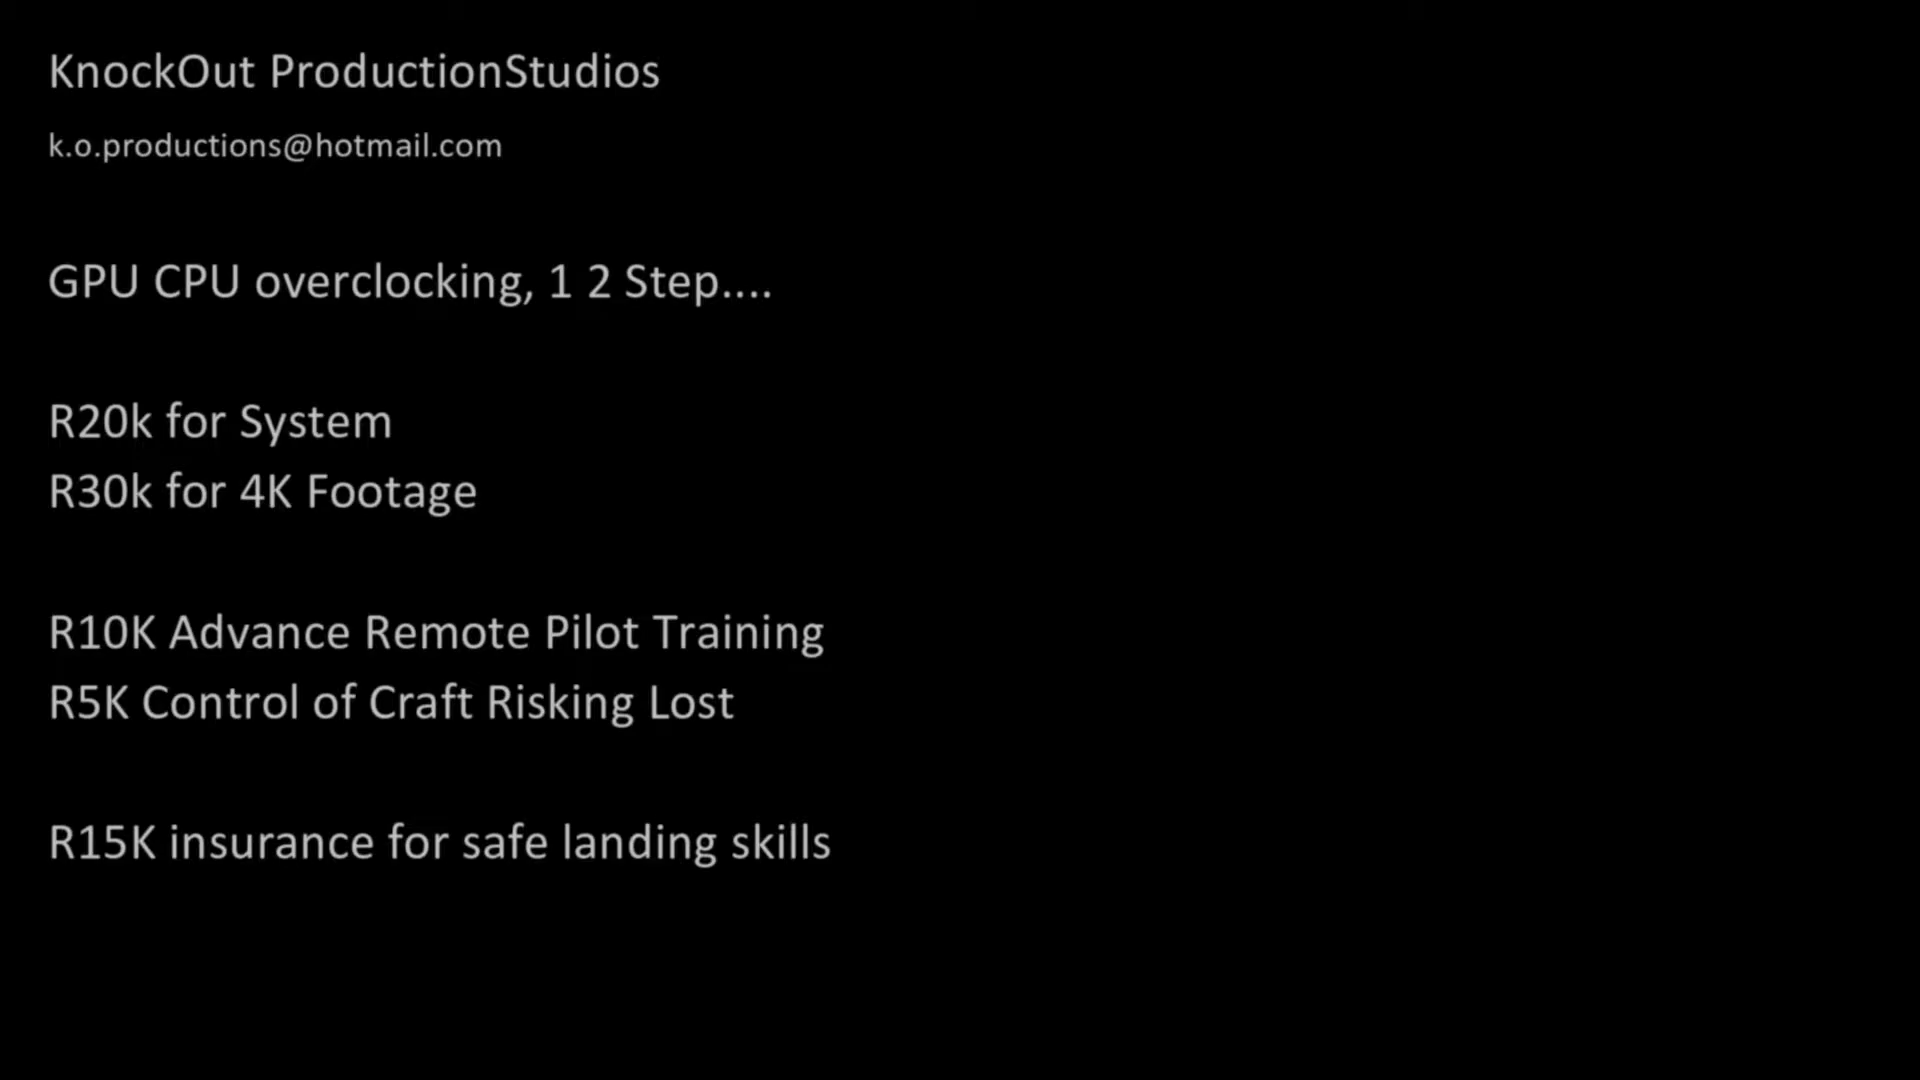 KnockOut ProductionStudios
k.o.productions@hotmail.com
GPU CPU overclocking, 1 2 Step....
R20k for System
R30k for 4K Footage
R10K Advance Remote Pilot Training
R5K Control of Craft Risking Lost
R15K insurance for safe landing skills